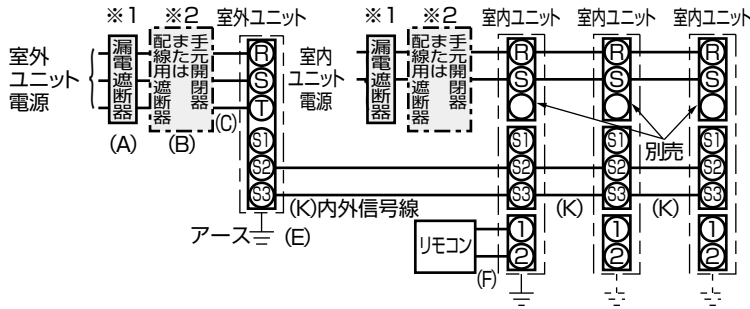 ※1 ※2 室外ユニット ※1 ※2 室内ユニット 室内ユニット 室内ユニット
室外
ユニット
電源
漏電遮断器
手元開閉器
または
配線用遮断器
(A)
(B)
(C)
R
S
T
S1
S2
S3
アース
(E)
(K)内外信号線
室内
ユニット
電源
漏電遮断器
手元開閉器
または
配線用遮断器
R
S
S1
S2
S3
1
2
リモコン
(F)
(K)
R
S
S1
S2
S3
1
2
(K)
別売
R
S
S1
S2
S3
1
2